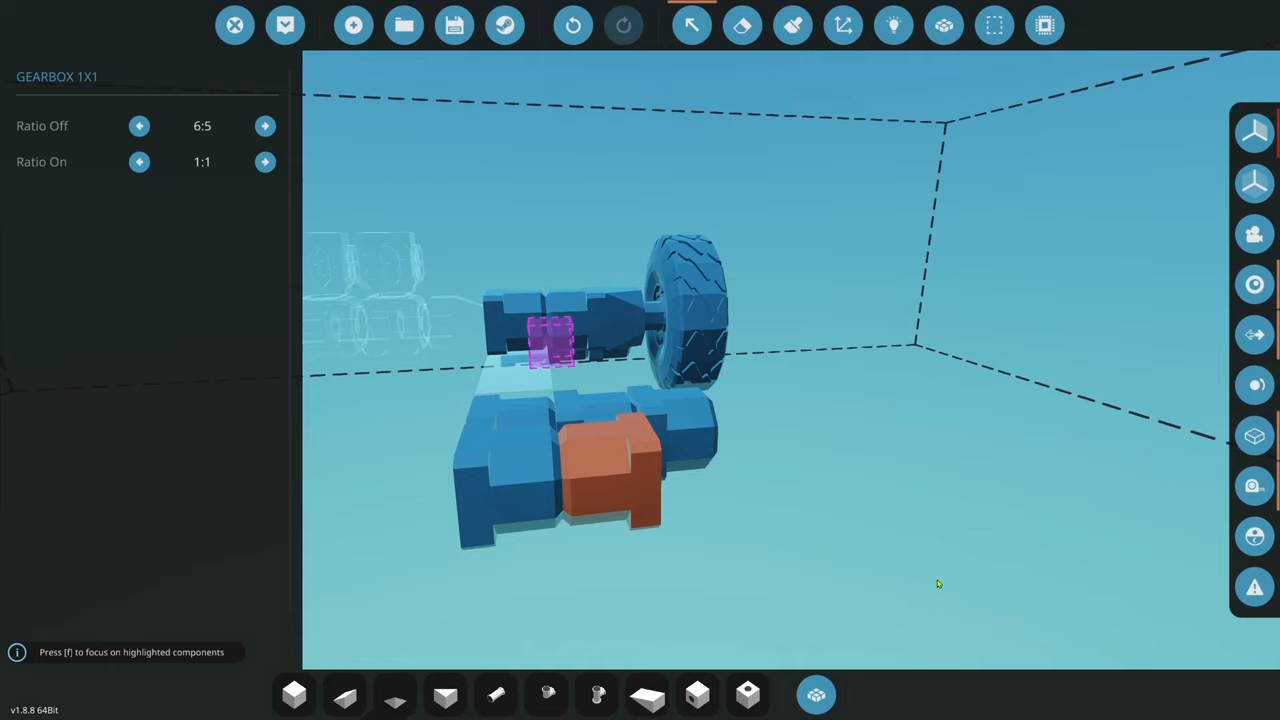 GEARBOX 1X1
Ratio Off 6:5
Ratio On 1:1
Press [f] to focus on highlighted components
v1.8.8 64Bit